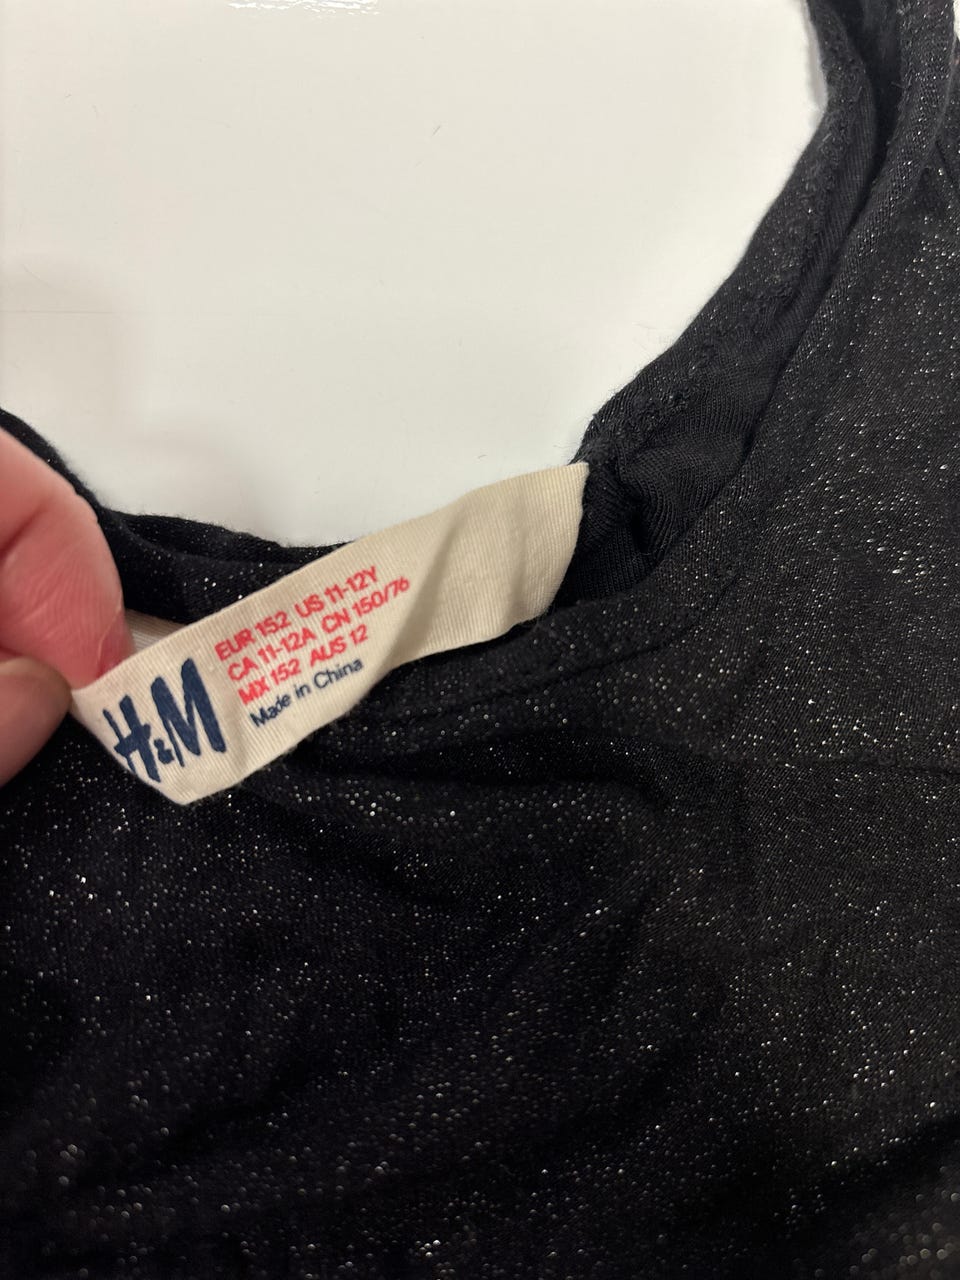 H&M
EUR 152 US 11-12Y
CA 11-12A CN 150/76
MX 152 AUS 12
Made in China